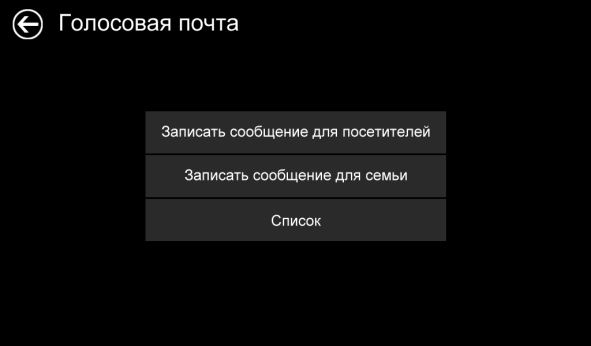 Голосовая почта
Записать сообщение для посетителей
Записать сообщение для семьи
Список